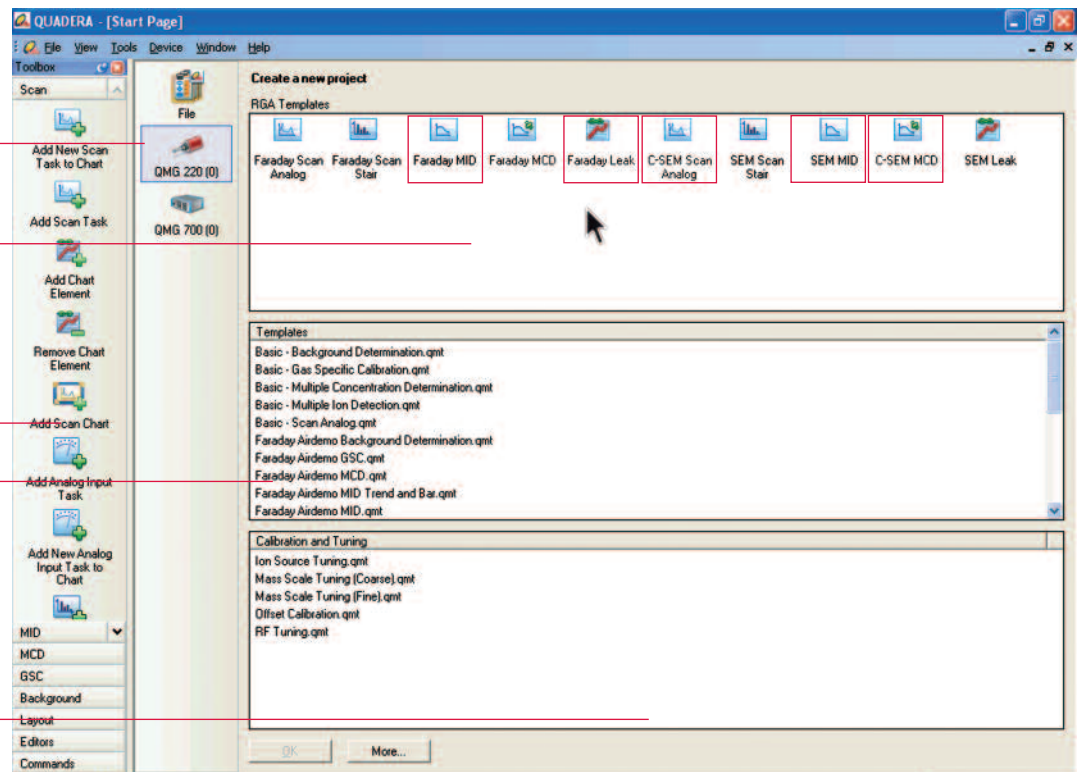 QUADERA - [Start Page]
File View Tools Device Window Help
Toolbox
Scan
Add New Scan
Task to Chart
Add Scan Task
Add Chart
Element
Remove Chart
Element
Add Scan Chart
Add Analog Input
Task
Add New Analog
Input Task to
Chart
MID
MCD
GSC
Background
Layout
Editors
Commands
File
QMG 220 (0)
QMG 700 (0)
Create a new project
RGA Templates
Faraday Scan
Analog
Faraday Scan
Stair
Faraday MID
Faraday MCD
Faraday Leak
C-SEM Scan
Analog
SEM Scan
Stair
SEM MID
C-SEM MCD
SEM Leak
Templates
Basic - Background Determination.qmt
Basic - Gas Specific Calibration.qmt
Basic - Multiple Concentration Determination.qmt
Basic - Multiple Ion Detection.qmt
Basic - Scan Analog.qmt
Faraday Airdemo Background Determination.qmt
Faraday Airdemo GSC.qmt
Faraday Airdemo MCD.qmt
Faraday Airdemo MID Trend and Bar.qmt
Faraday Airdemo MID.qmt
Calibration and Tuning
Ion Source Tuning.qmt
Mass Scale Tuning (Coarse).qmt
Mass Scale Tuning (Fine).qmt
Offset Calibration.qmt
RF Tuning.qmt
OK
More...